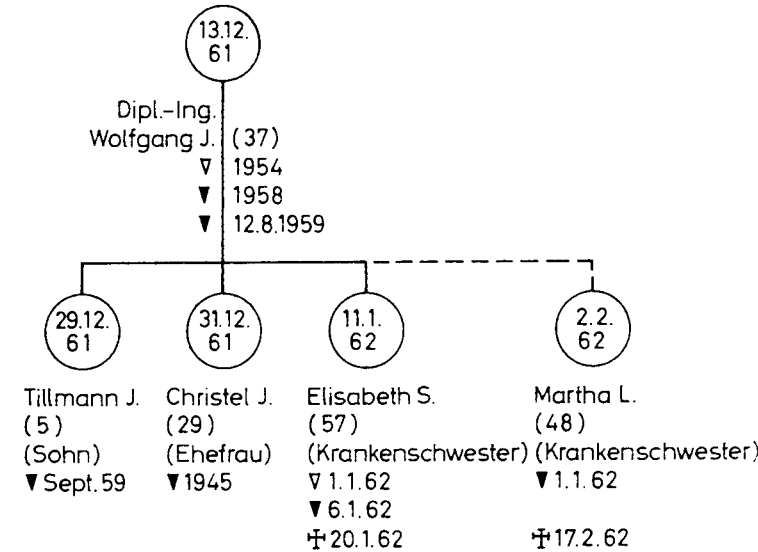 13.12.
61
Dipl.-Ing.
Wolfgang J. (37)
▽ 1954
▼ 1958
▼ 12.8.1959
29.12.
61
31.12.
61
11.1.
62
2.2.
62
Tillmann J.
(5)
(Sohn)
▼ Sept. 59
Christel J.
(29)
(Ehefrau)
▼ 1945
Elisabeth S.
(57)
(Krankenschwester)
▽ 1.1.62
▼ 6.1.62
✠ 20.1.62
Martha L.
(48)
(Krankenschwester)
▼ 1.1.62
✠ 17.2.62